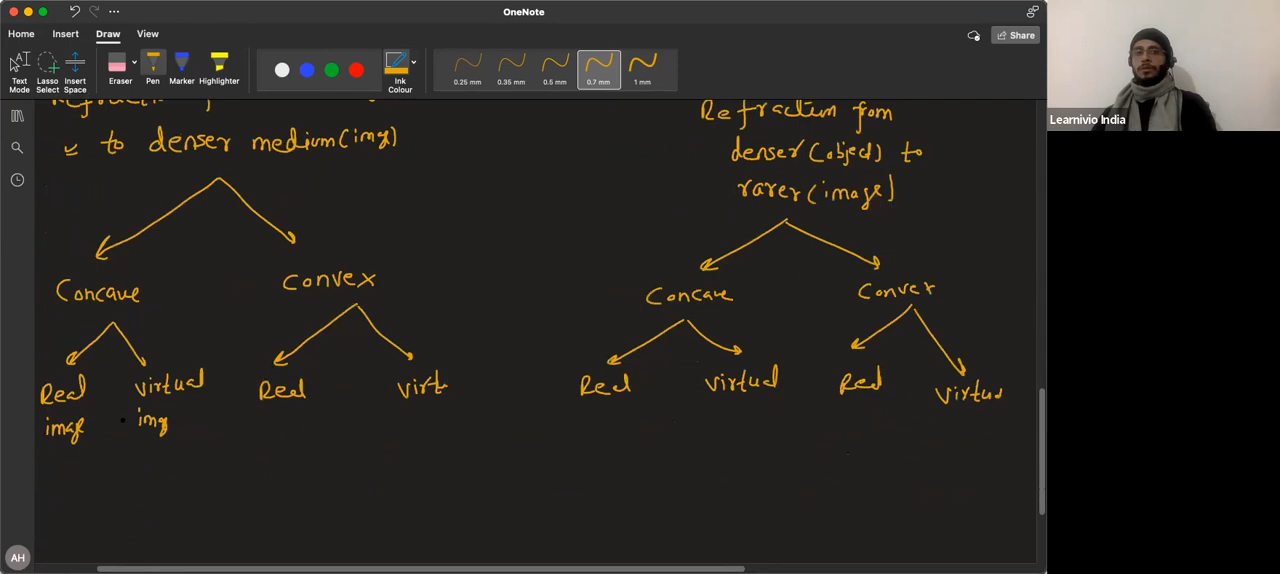 OneNote
Home Insert Draw View
Share
Text Mode
Lasso Select
Insert Space
Eraser
Pen
Marker
Highlighter
Ink Colour
0.25 mm
0.35 mm
0.5 mm
0.7 mm
1 mm
Learnivio India
to denser medium(img)
Concave
Convex
Real image
virtual img
Real
virt
Refraction from
denser(object) to
rarer(image)
Concave
Convex
Real
virtual
Real
virtual
AH